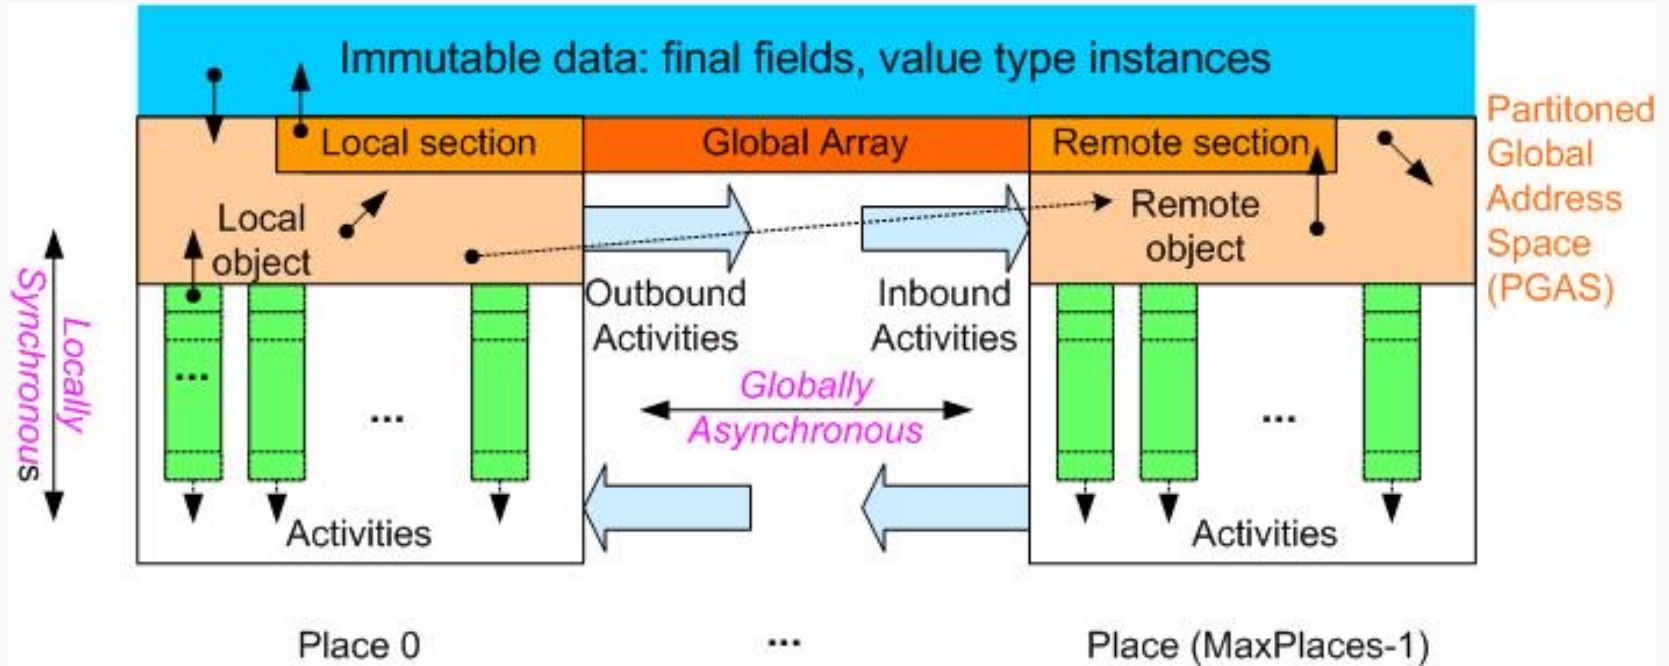 Immutable data: final fields, value type instances
Local section
Global Array
Remote section
Partitoned
Global
Address
Space
(PGAS)
Local
object
Remote
object
Outbound
Activities
Inbound
Activities
Locally
Synchronous
Globally
Asynchronous
...
...
...
Activities
Activities
Place 0
...
Place (MaxPlaces-1)